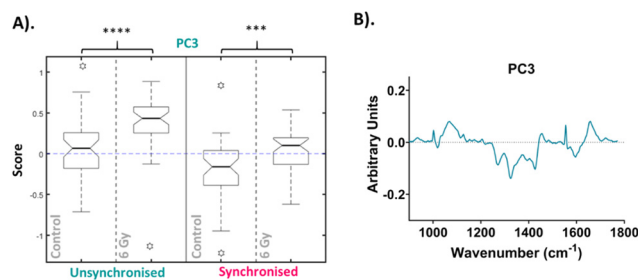 A).
B).
****
PC3
***
Score
1
0.5
0
-0.5
-1
Control
6 Gy
Control
6 Gy
Unsynchronised
Synchronised
PC3
Arbitrary Units
0.2
0.0
-0.2
1000 1200 1400 1600 1800
Wavenumber (cm⁻¹)